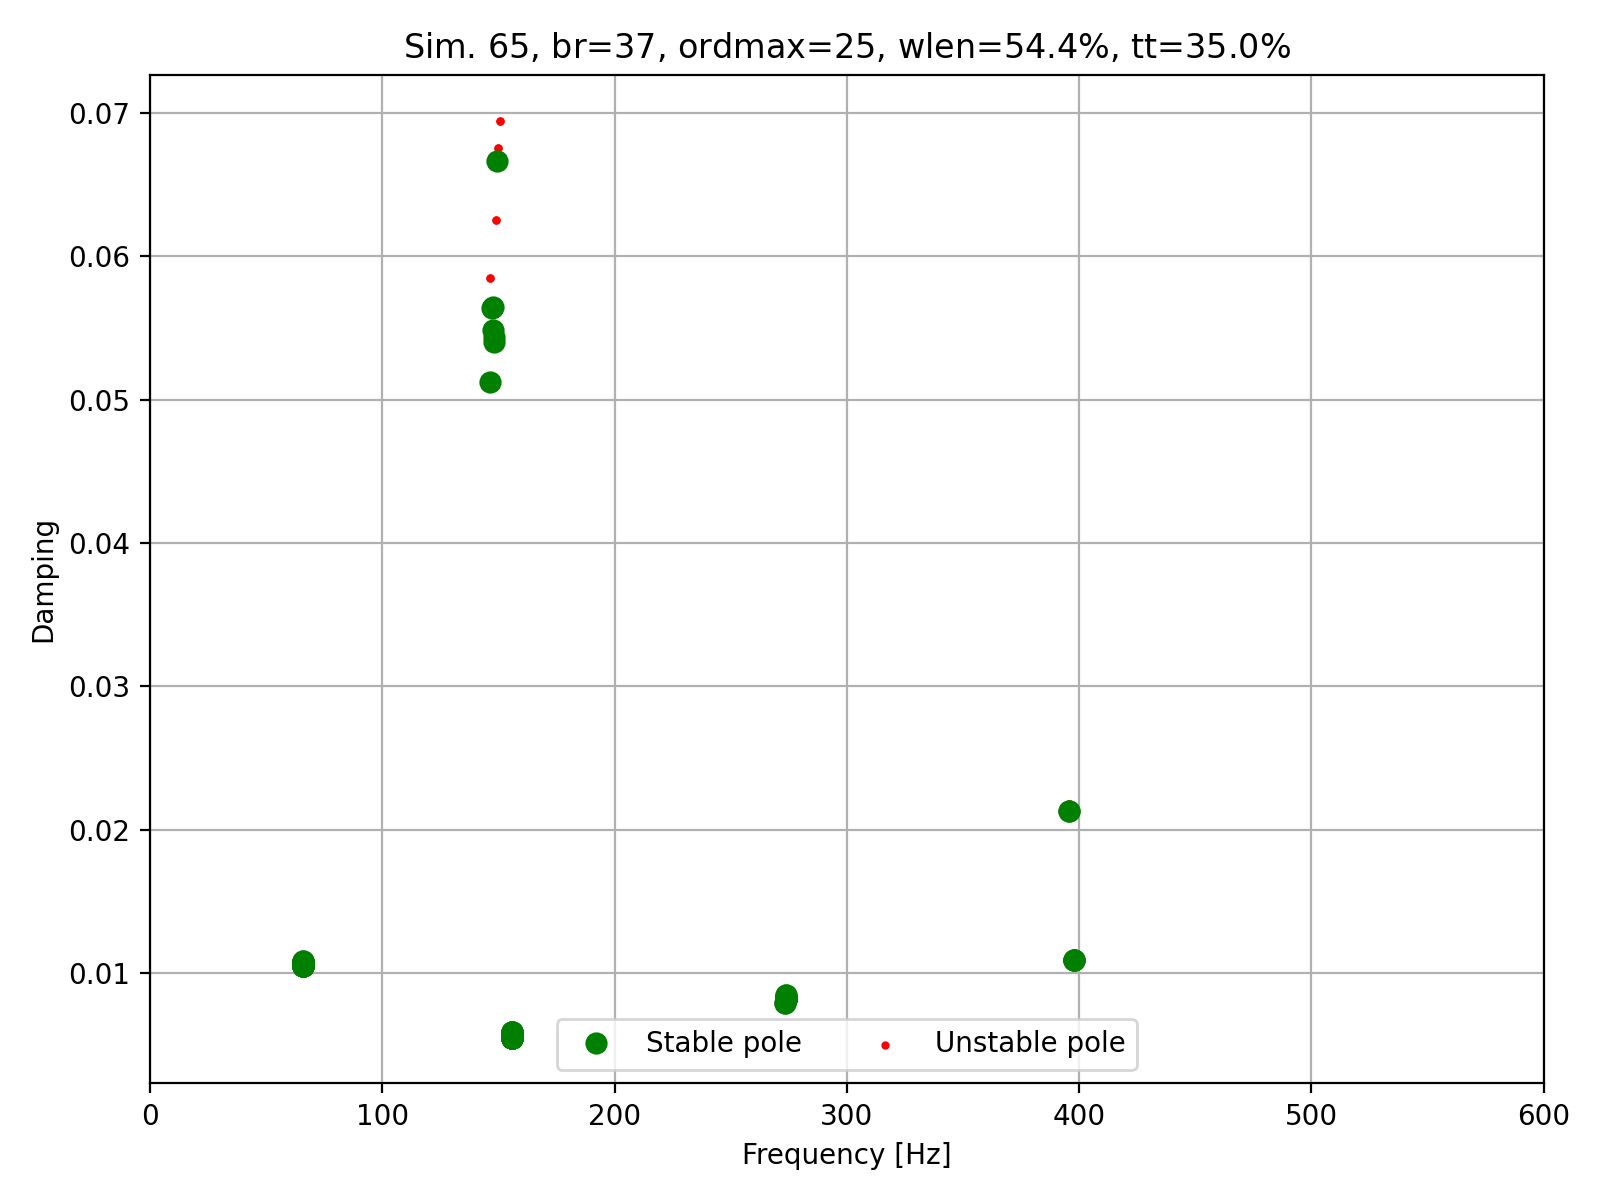 Sim. 65, br=37, ordmax=25, wlen=54.4%, tt=35.0%
0.07
0.06
0.05
0.04
0.03
0.02
0.01
Damping
Stable pole
Unstable pole
0
100
200
300
400
500
600
Frequency [Hz]